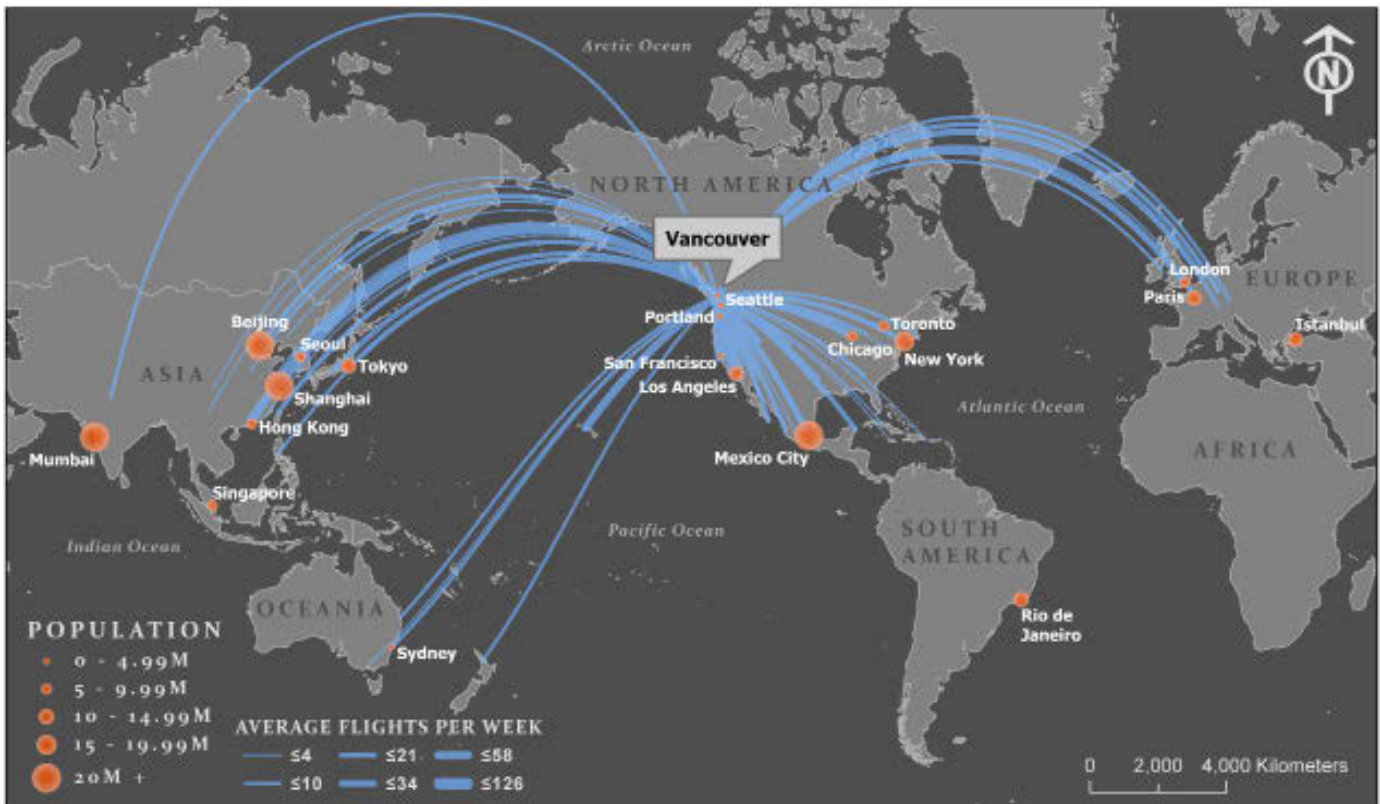 Arctic Ocean
N
NORTH AMERICA
Vancouver
London
EUROPE
Paris
Seattle
Portland
Beijing
Seoul
Toronto
Istanbul
Chicago
New York
ASIA
Tokyo
San Francisco
Los Angeles
Shanghai
Atlantic Ocean
Hong Kong
Mumbai
Mexico City
AFRICA
Singapore
Pacific Ocean
SOUTH
AMERICA
Indian Ocean
OCEANIA
Rio de
Janeiro
Sydney
POPULATION
0 - 4.99M
5 - 9.99M
10 - 14.99M
15 - 19.99M
20M +
AVERAGE FLIGHTS PER WEEK
≤4 ≤21 ≤58
≤10 ≤34 ≤126
0 2,000 4,000 Kilometers